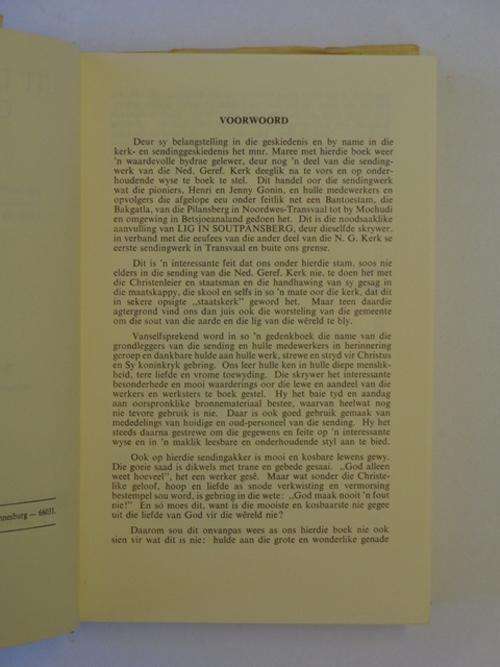 VOORWOORD
Deur sy belangstelling in die geskiedenis en by name in die
kerk- en sendinggeskiedenis het mnr. Maree met hierdie boek weer
'n waardevolle bydrae gelewer, deur nog 'n deel van die sending-
werk van die Ned. Geref. Kerk deeglik na te vors en op onder-
houdende wyse te boek te stel. Dit handel oor die sendingwerk
wat die pioniers, Henri en Jenny Gonin, en hulle medewerkers en
opvolgers die afgelope eeu onder feitlik net een Bantoestam, die
Bakgatla, van die Pilansberg in Noordwes-Transvaal tot by Mochudi
en omgewing in Betsjoeanaland gedoen het. Dit is die noodsaaklike
aanvulling van LIG IN SOUTPANSBERG, deur dieselfde skrywer,
in verband met die eeufees van die ander deel van die N. G. Kerk se
eerste sendingwerk in Transvaal en buite ons grense.
Dit is 'n interessante feit dat ons onder hierdie stam, soos nie
elders in die sending van die Ned. Geref. Kerk nie, te doen het met
die Christenleier en staatsman en die handhawing van sy gesag in
die maatskappy, die skool en selfs in so 'n mate oor die kerk, dat dit
in sekere opsigte „staatskerk” geword het. Maar teen daardie
agtergrond vind ons dan juis ook die worsteling van die gemeente
om die sout van die aarde en die lig van die wêreld te bly.
Vanselfsprekend word in so 'n gedenkboek die name van die
grondleggers van die sending en hulle medewerkers in herinnering
geroep en dankbare hulde aan hulle werk, strewe en stryd vir Christus
en Sy koninkryk gebring. Ons leer hulle ken in hulle diepe menslik-
heid, tere liefde en vrome toewyding. Die skrywer het interessante
besonderhede en mooi waarderings oor die lewe en aandeel van die
werkers en werksters te boek gestel. Hy het baie tyd en aandag
aan oorspronklike bronnemateriaal bestee, waarvan heelwat nog
nie tevore gebruik is nie. Daar is ook goed gebruik gemaak van
mededelings van huidige en oud-personeel van die sending. Hy het
steeds daarna gestrewe om die gegewens en feite op 'n interessante
wyse en in 'n maklik leesbare en onderhoudende styl aan te bied.
Ook op hierdie sendingakker is mooi en kosbare lewens gewy.
Die goeie saad is dikwels met trane en gebede gesaai. „God alleen
weet hoeveel”, het een werker gesê. Maar wat sonder die Christe-
like geloof, hoop en liefde as snode verkwisting en vermorsing
bestempel sou word, is gebring in die wete: „God maak nooit 'n fout
nie!” En só moes dit, want is die mooiste en kosbaarste nie gegee
uit die liefde van God vir die wêreld nie?
Daarom sou dit onvanpas wees as ons hierdie boek nie ook
sien vir wat dit is nie: hulde aan die grote en wonderlike genade